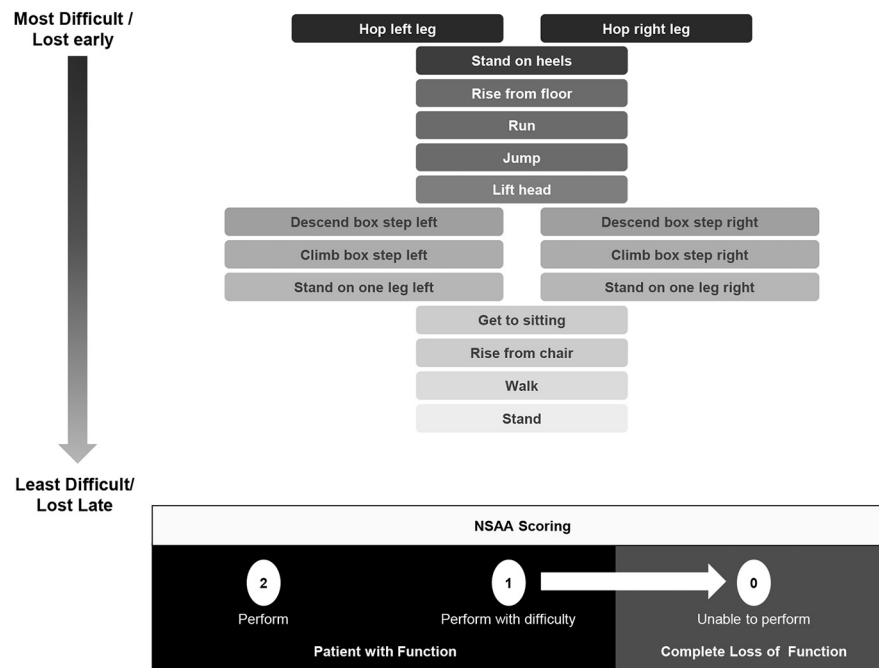 Most Difficult /
Lost early
Hop left leg
Hop right leg
Stand on heels
Rise from floor
Run
Jump
Lift head
Descend box step left
Descend box step right
Climb box step left
Climb box step right
Stand on one leg left
Stand on one leg right
Get to sitting
Rise from chair
Walk
Stand
Least Difficult/
Lost Late
NSAA Scoring
2
1
0
Perform
Perform with difficulty
Unable to perform
Patient with Function
Complete Loss of Function